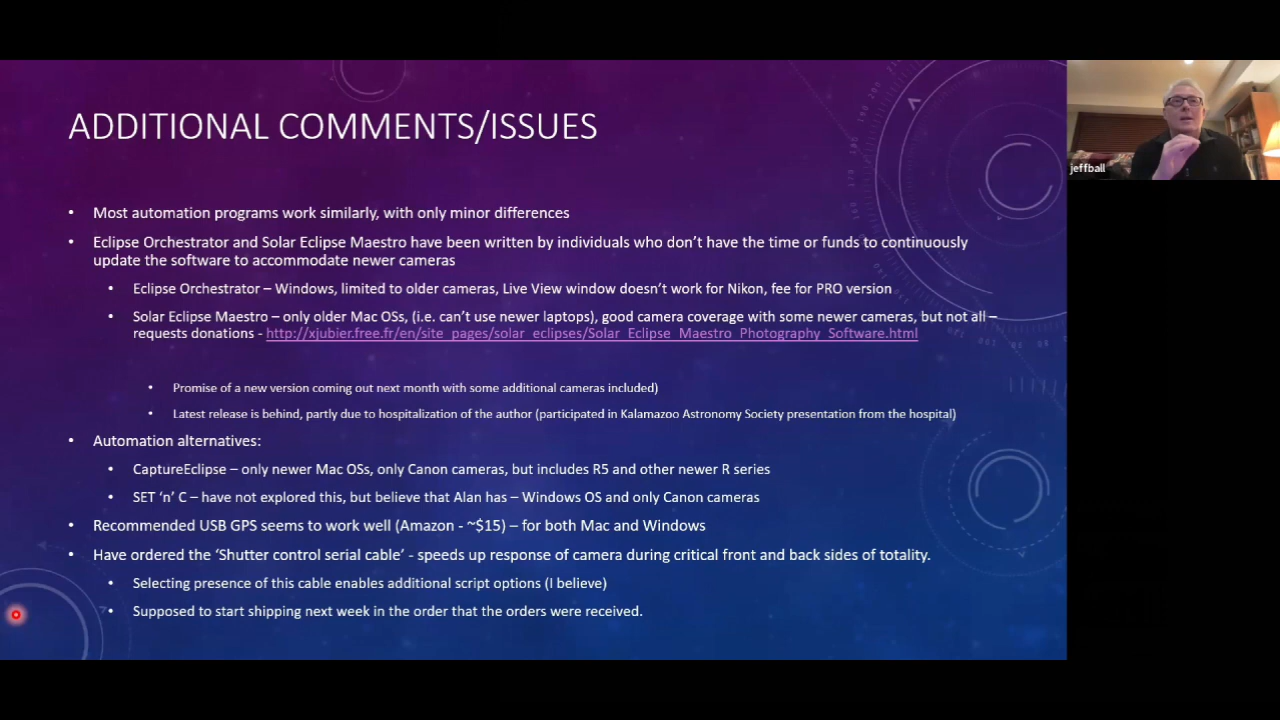 ADDITIONAL COMMENTS/ISSUES
jeffball
• Most automation programs work similarly, with only minor differences
• Eclipse Orchestrator and Solar Eclipse Maestro have been written by individuals who don't have the time or funds to continuously
update the software to accommodate newer cameras
• Eclipse Orchestrator – Windows, limited to older cameras, Live View window doesn't work for Nikon, fee for PRO version
• Solar Eclipse Maestro – only older Mac OSs, (i.e. can't use newer laptops), good camera coverage with some newer cameras, but not all –
requests donations - http://xjubier.free.fr/en/site_pages/solar_eclipses/Solar_Eclipse_Maestro_Photography_Software.html
• Promise of a new version coming out next month with some additional cameras included)
• Latest release is behind, partly due to hospitalization of the author (participated in Kalamazoo Astronomy Society presentation from the hospital)
• Automation alternatives:
• CaptureEclipse – only newer Mac OSs, only Canon cameras, but includes R5 and other newer R series
• SET 'n' C – have not explored this, but believe that Alan has – Windows OS and only Canon cameras
• Recommended USB GPS seems to work well (Amazon - ~$15) – for both Mac and Windows
• Have ordered the 'Shutter control serial cable' - speeds up response of camera during critical front and back sides of totality.
• Selecting presence of this cable enables additional script options (I believe)
• Supposed to start shipping next week in the order that the orders were received.